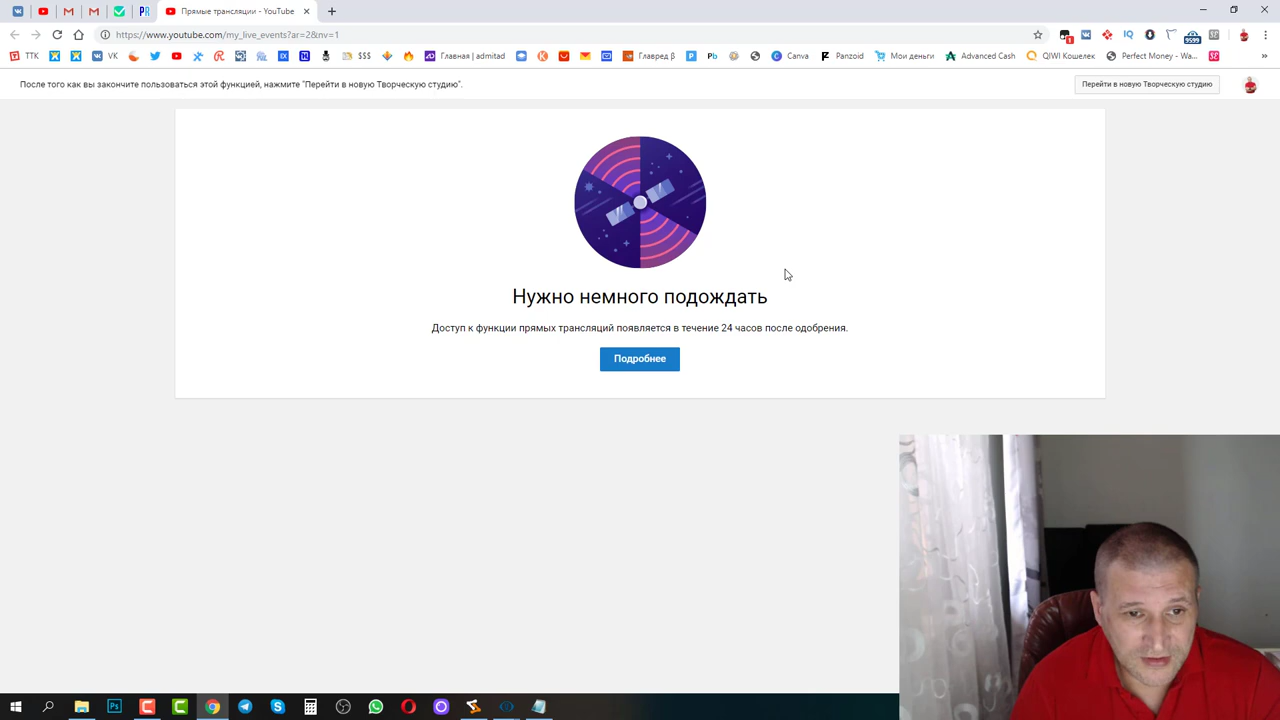 Прямые трансляции - YouTube
https://www.youtube.com/my_live_events?ar=2&nv=1
ТТК
VK
$$$
Главная | admitad
Главред β
Canva
Panzoid
Мои деньги
Advanced Cash
QIWI Кошелек
Perfect Money - Wa...
После того как вы закончите пользоваться этой функцией, нажмите "Перейти в новую Творческую студию".
Перейти в новую Творческую студию
Нужно немного подождать
Доступ к функции прямых трансляций появляется в течение 24 часов после одобрения.
Подробнее